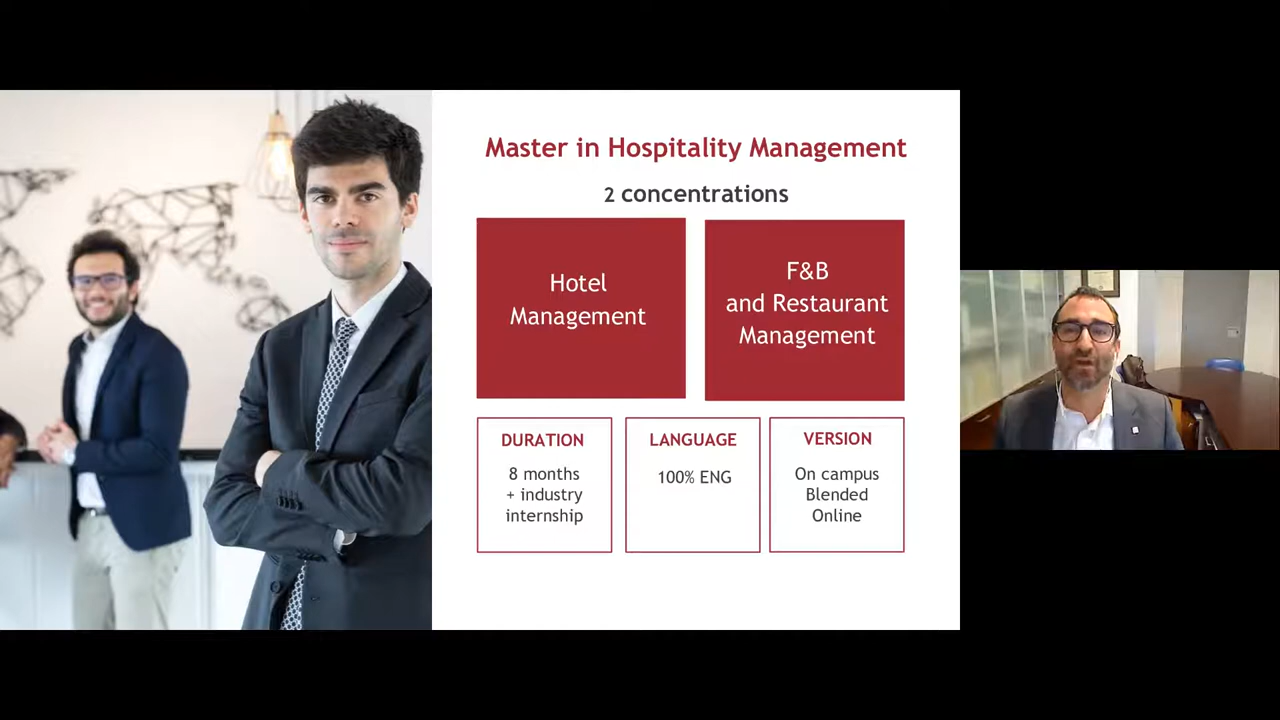 Master in Hospitality Management
2 concentrations
Hotel
Management
F&B
and Restaurant
Management
DURATION
8 months
+ industry
internship
LANGUAGE
100% ENG
VERSION
On campus
Blended
Online